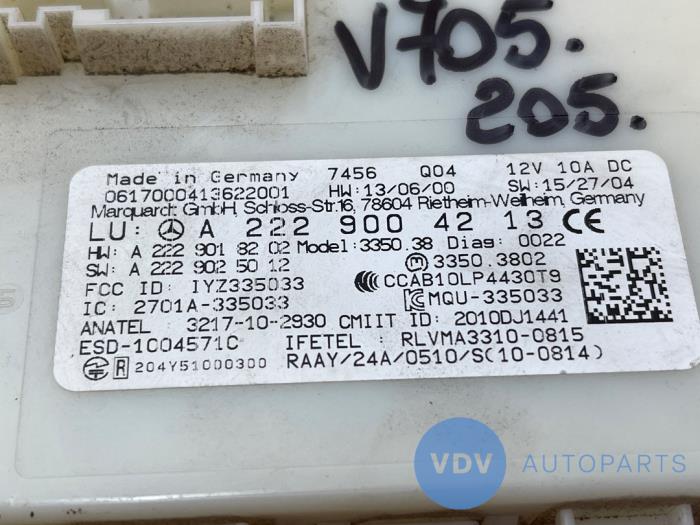 V705.
205.
Made in Germany 7456 Q04 12V 10A DC
0617000413622001 HW: 13/06/00 SW: 15/27/04
Marquardt GmbH, Schloss-Str.16, 78604 Rietheim-Weilheim, Germany
LU: A 222 900 42 13 CE
HW: A 222 901 82 02 Model: 3350.38 Diag: 0022
SW: A 222 902 50 12 3350.3802
FCC ID: IYZ335033 CCAB10LP4430T9
IC: 2701A-335033 MQU-335033
ANATEL : 3217-10-2930 CMIIT ID: 2010DJ1441
ESD-1004571C IFETEL: RLVMA3310-0815
R 204Y51000300 RAAY/24A/0510/S(10-0814)
VDV AUTOPARTS